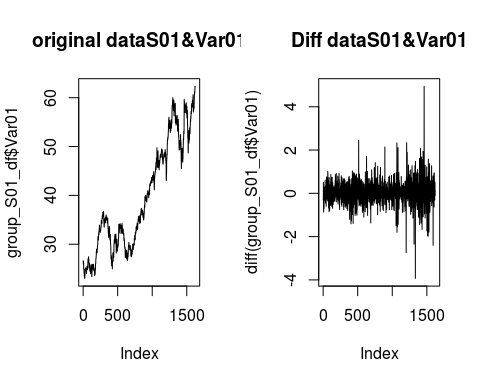 original dataS01&Var01
group_S01_df$Var01
60
50
40
30
0 500 1500
Index
Diff dataS01&Var01
diff(group_S01_df$Var01)
4
2
0
-2
-4
0 500 1500
Index